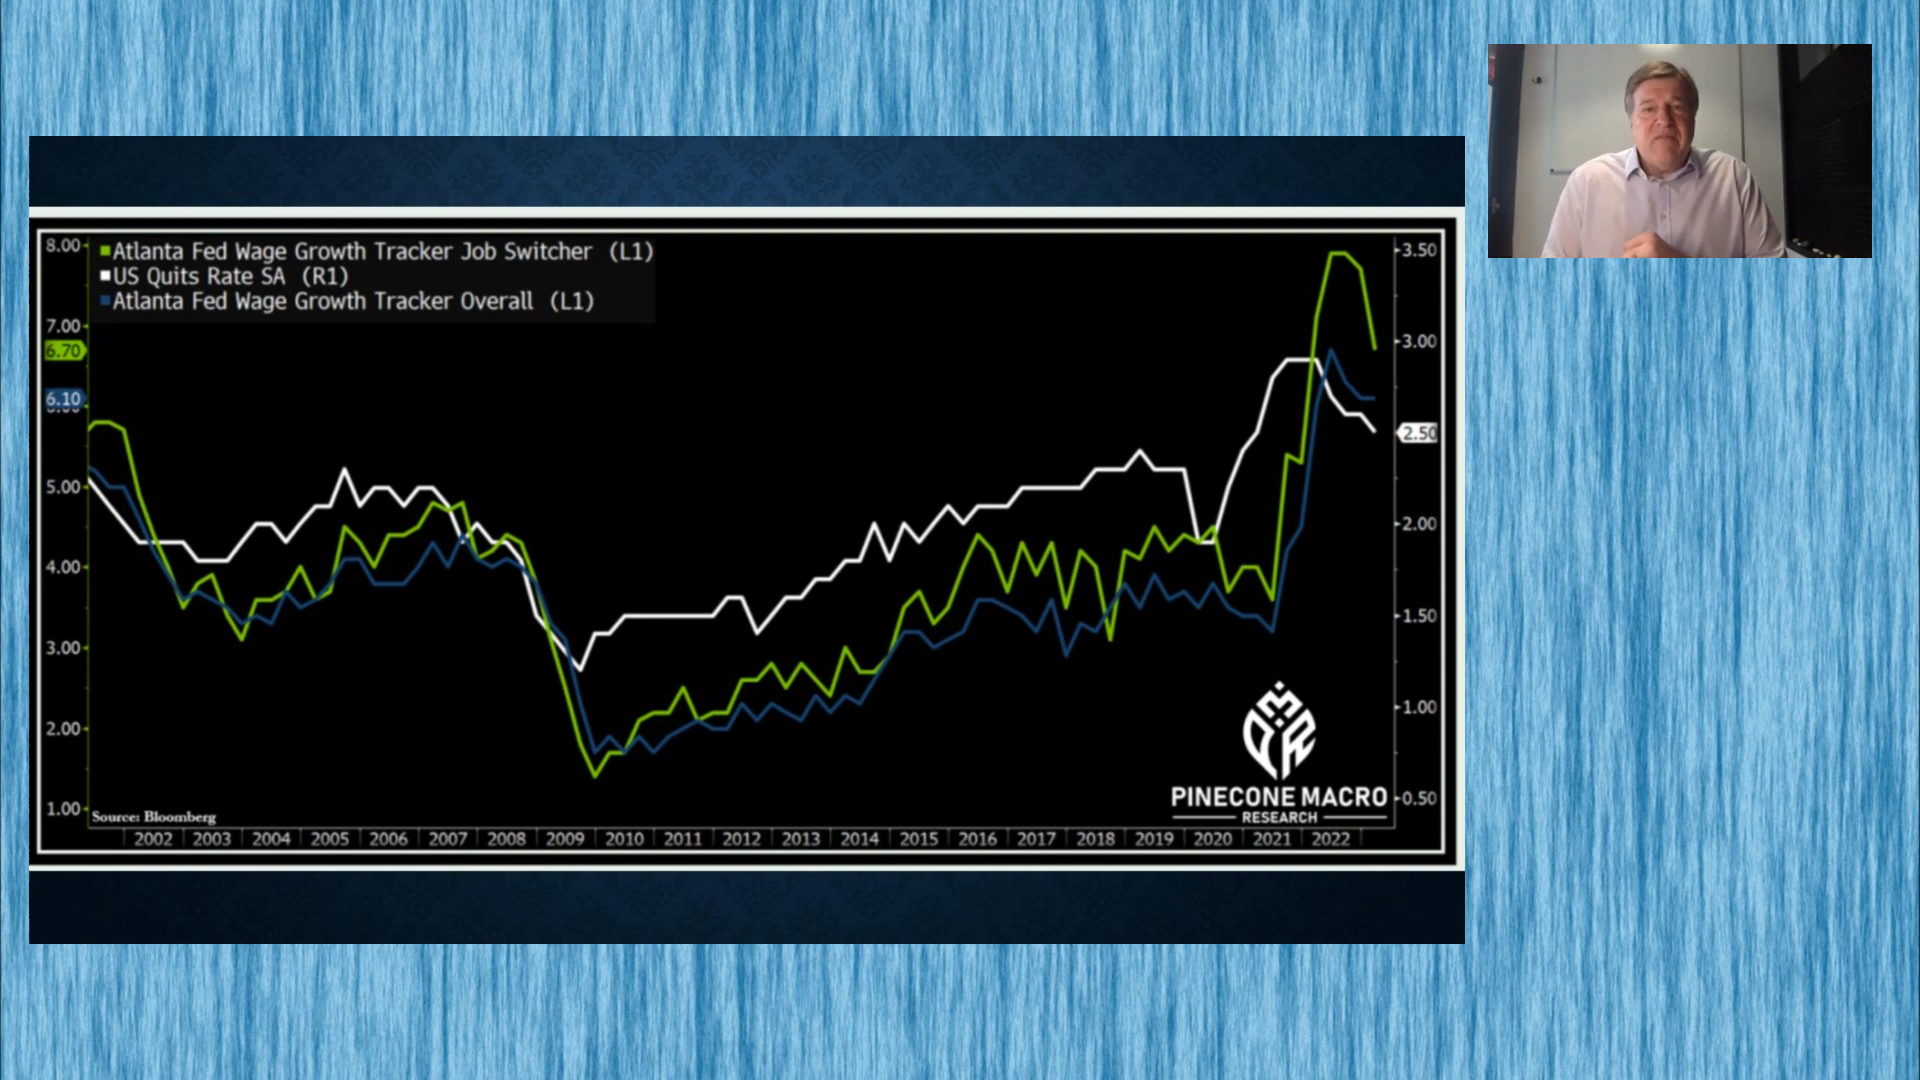 8.00
7.00
6.70
6.10
6.00
5.00
4.00
3.00
2.00
1.00
Atlanta Fed Wage Growth Tracker Job Switcher (L1)
US Quits Rate SA (R1)
Atlanta Fed Wage Growth Tracker Overall (L1)
3.50
3.00
2.50
2.00
1.50
1.00
0.50
PMR
PINECONE MACRO
RESEARCH
Source: Bloomberg
2002 2003 2004 2005 2006 2007 2008 2009 2010 2011 2012 2013 2014 2015 2016 2017 2018 2019 2020 2021 2022